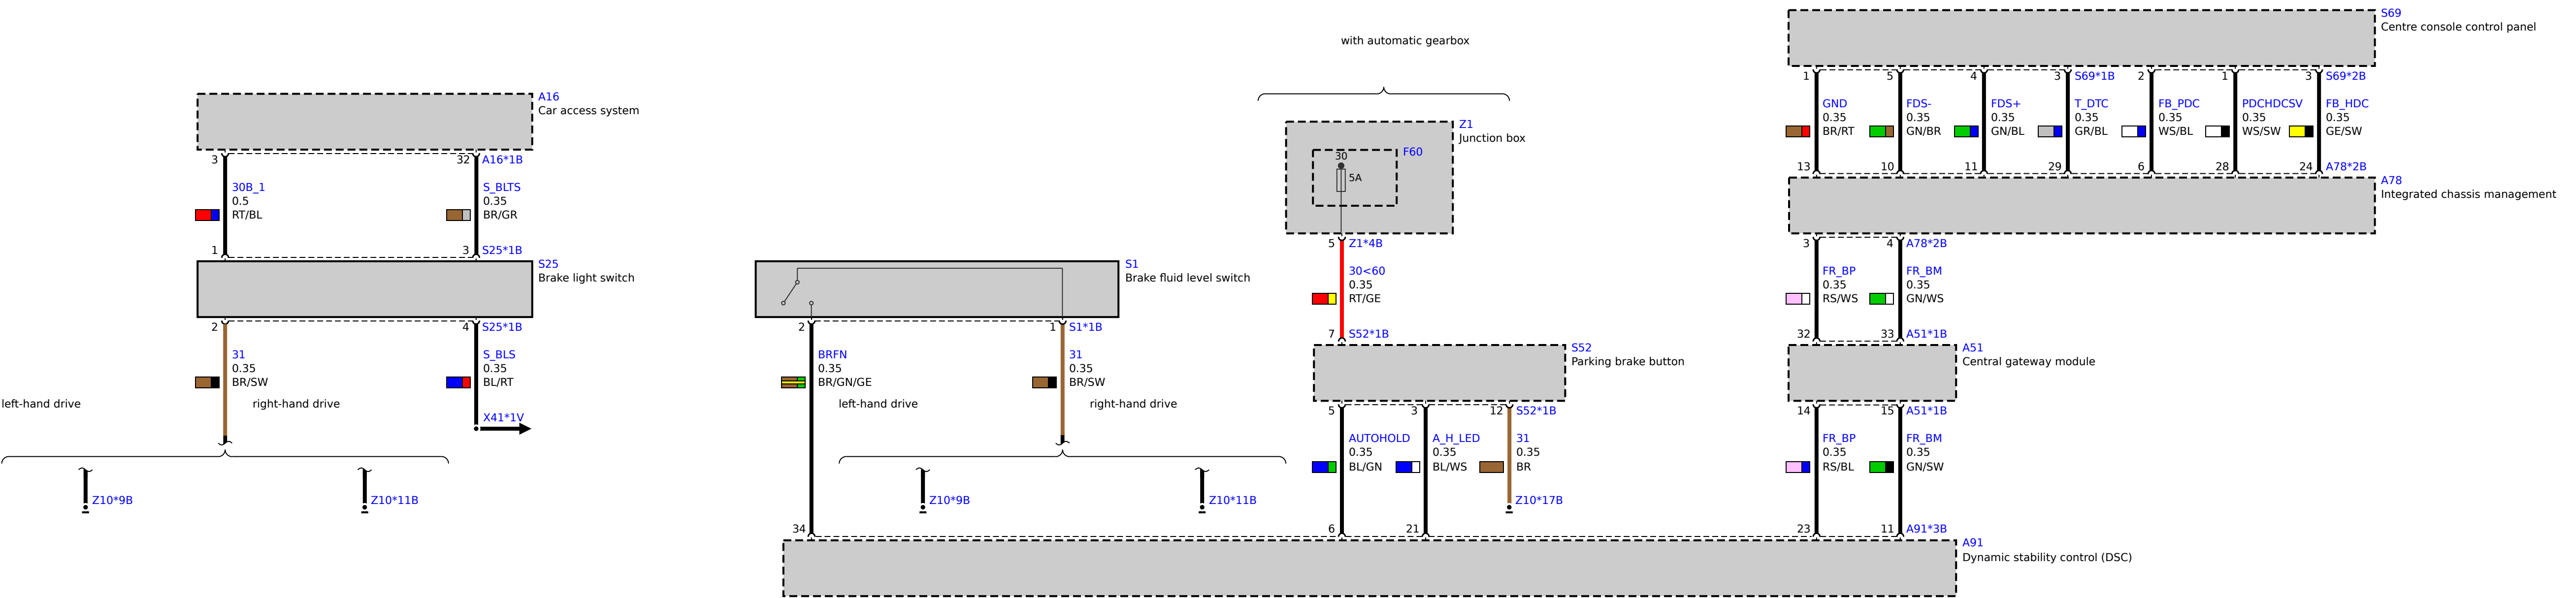 S69
Centre console control panel
with automatic gearbox
1
5
4
3
S69*1B
2
1
3
S69*2B
A16
Car access system
GND
0.35
BR/RT
FDS-
0.35
GN/BR
FDS+
0.35
GN/BL
T_DTC
0.35
GR/BL
FB_PDC
0.35
WS/BL
PDCHDCSV
0.35
WS/SW
FB_HDC
0.35
GE/SW
Z1
Junction box
F60
30
5A
3
32
A16*1B
13
10
11
29
6
28
24
A78*2B
A78
Integrated chassis management
30B_1
0.5
RT/BL
S_BLTS
0.35
BR/GR
1
3
S25*1B
5
Z1*4B
3
4
A78*2B
S25
Brake light switch
S1
Brake fluid level switch
30<60
0.35
RT/GE
FR_BP
0.35
RS/WS
FR_BM
0.35
GN/WS
2
4
S25*1B
2
1
S1*1B
7
S52*1B
32
33
A51*1B
S52
Parking brake button
A51
Central gateway module
31
0.35
BR/SW
S_BLS
0.35
BL/RT
BRFN
0.35
BR/GN/GE
31
0.35
BR/SW
left-hand drive
right-hand drive
left-hand drive
right-hand drive
X41*1V
5
3
12
S52*1B
14
15
A51*1B
AUTOHOLD
0.35
BL/GN
A_H_LED
0.35
BL/WS
31
0.35
BR
FR_BP
0.35
RS/BL
FR_BM
0.35
GN/SW
Z10*9B
Z10*11B
Z10*9B
Z10*11B
Z10*17B
34
6
21
23
11
A91*3B
A91
Dynamic stability control (DSC)